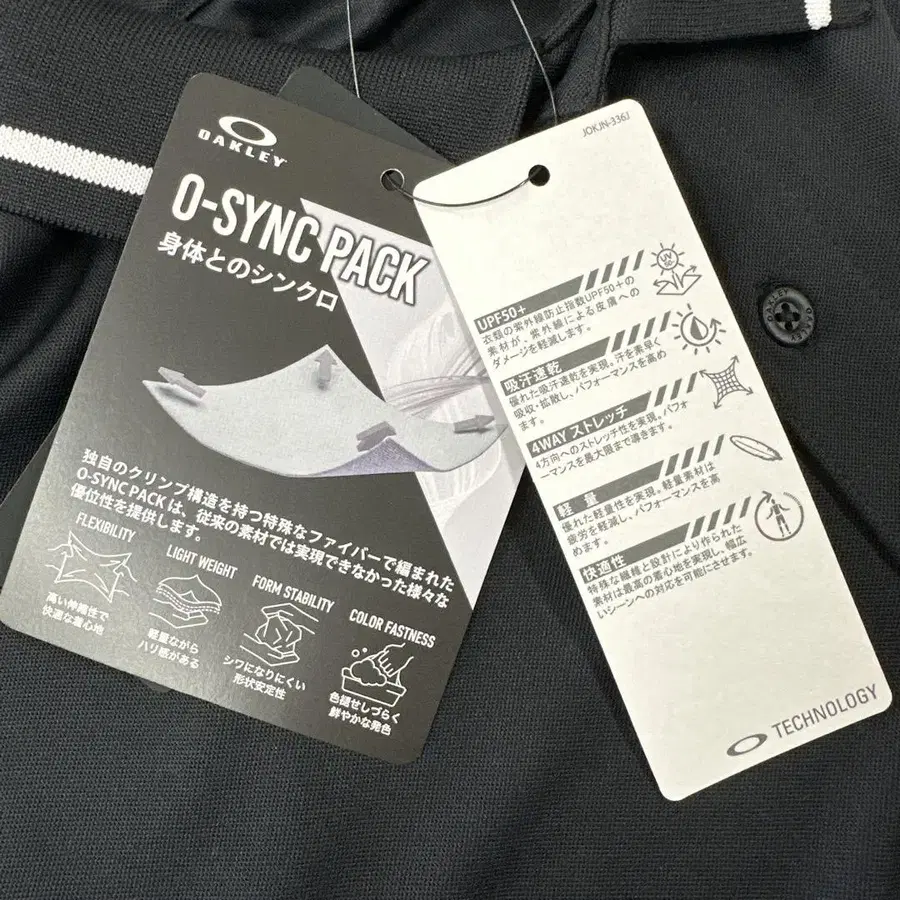 OAKLEY
O-SYNC PACK
身体とのシンクロ
独自のクリンプ構造を持つ特殊なファイバーで編まれた
O-SYNC PACK は、従来の素材では実現できなかった様々な
優位性を提供します。
FLEXIBILITY
高い伸縮性で
快適な着心地
LIGHT WEIGHT
軽量ながら
ハリ感がある
FORM STABILITY
シワになりにくい
形状安定性
COLOR FASTNESS
色褪せしづらく
鮮やかな発色
JOKJN-336J
UPF50+
衣類の紫外線防止指数UPF50+の
素材が、紫外線による皮膚への
ダメージを軽減します。
UV
50
吸汗速乾
優れた吸汗速乾を実現。汗を素早く
吸収・拡散し、パフォーマンスを高め
ます。
4WAY ストレッチ
4方向へのストレッチ性を実現。パフォ
ーマンスを最大限まで導きます。
軽量
優れた軽量性を実現。軽量素材は
疲労を軽減し、パフォーマンスを高
めます。
快適性
特殊な繊維と設計により作られた
素材は最高の着心地を実現し、幅広
いシーンへの対応を可能にさせます。
TECHNOLOGY
OAKLEY